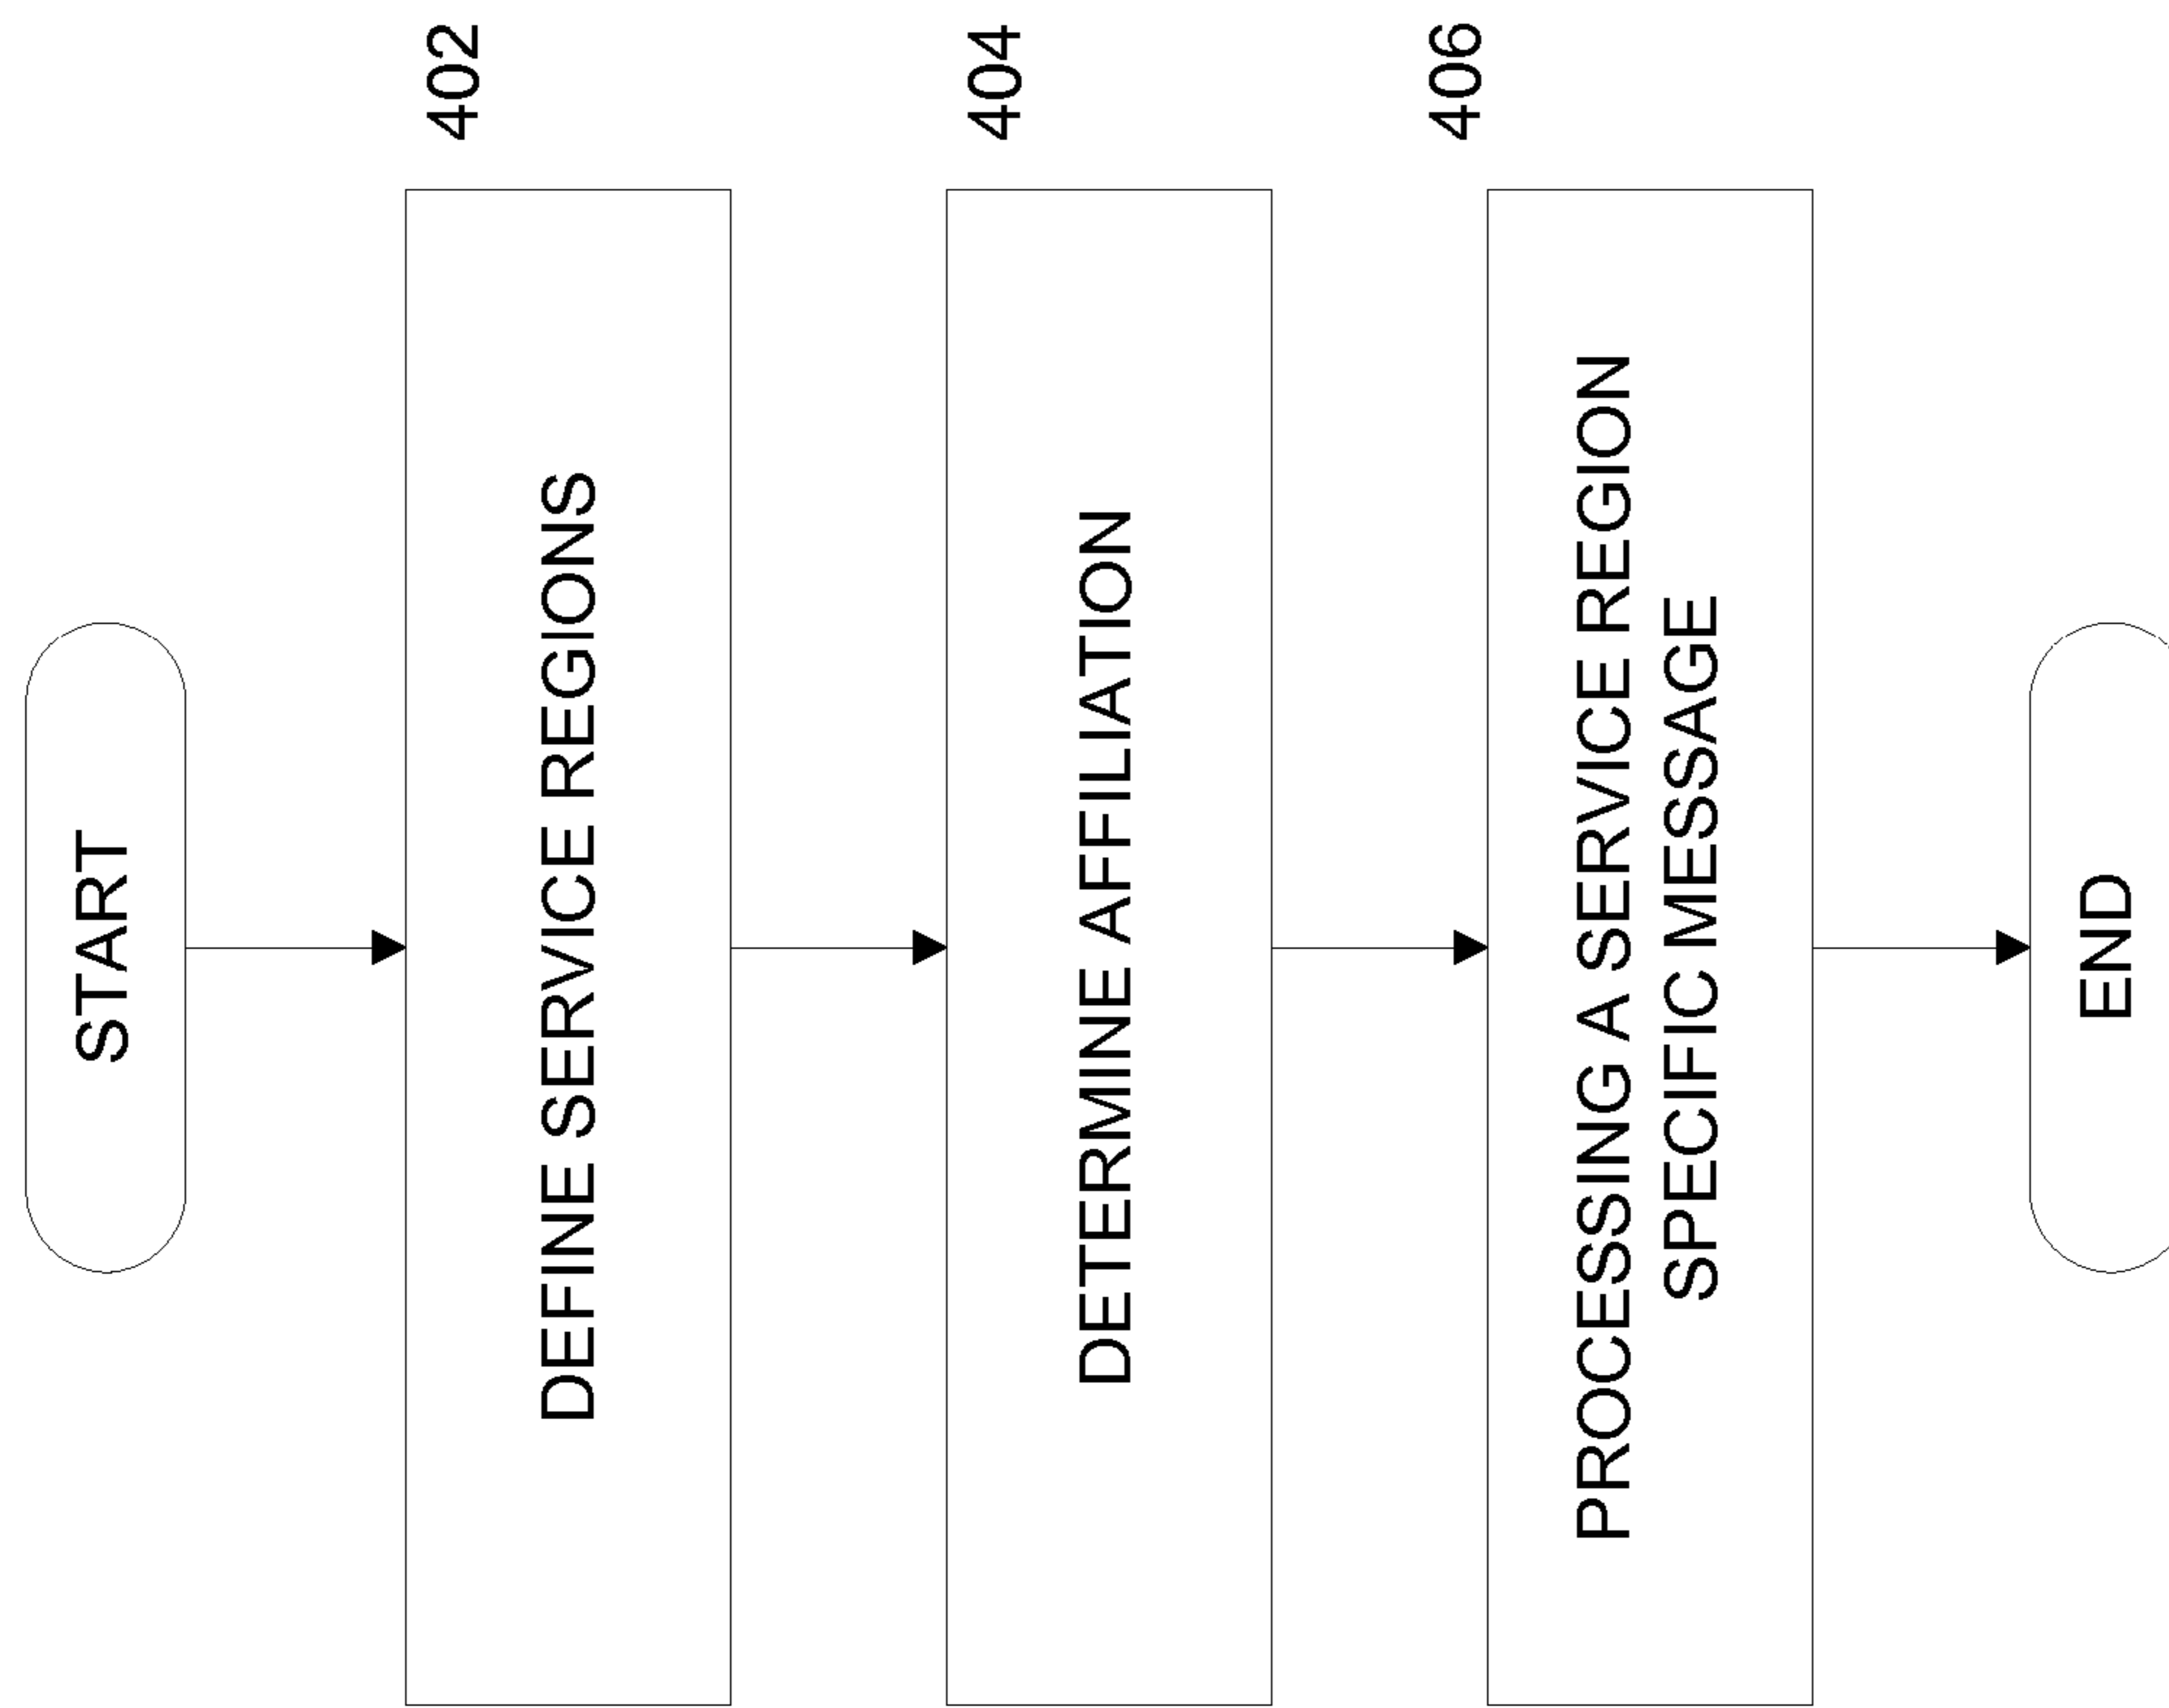 START
402
DEFINE SERVICE REGIONS
404
DETERMINE AFFILIATION
406
PROCESSING A SERVICE REGION
SPECIFIC MESSAGE
END